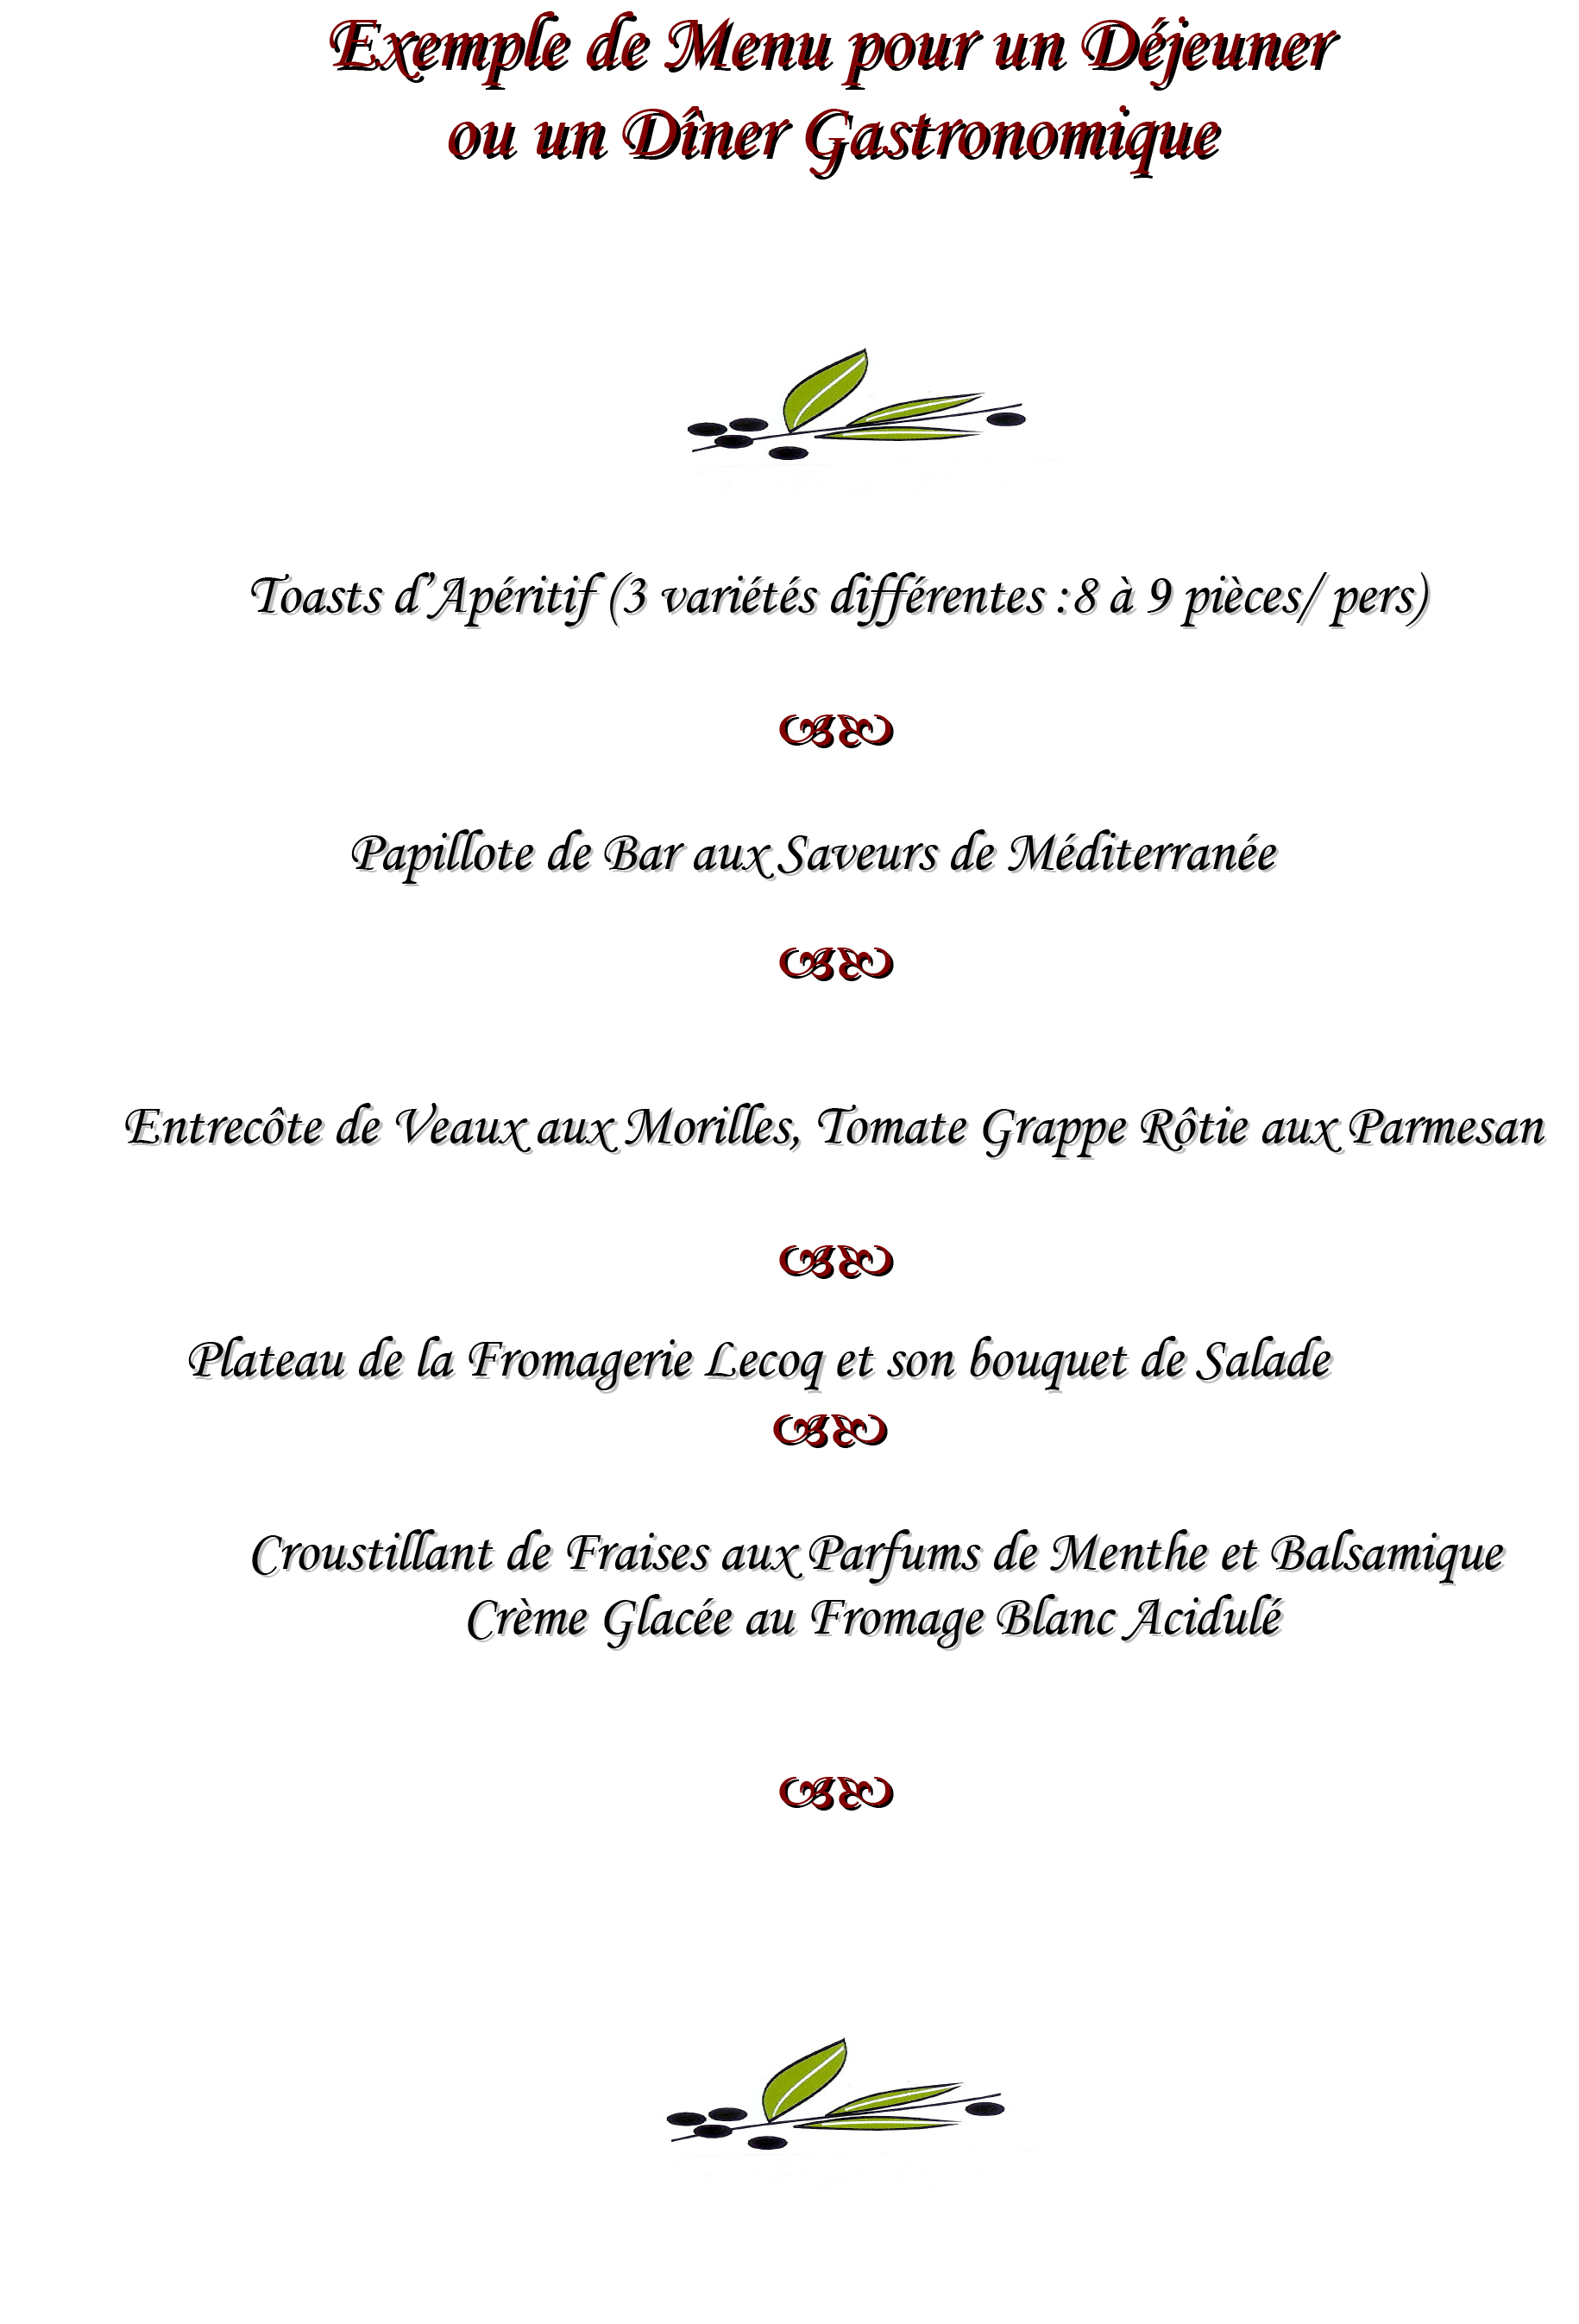 Exemple de Menu pour un Déjeuner
ou un Dîner Gastronomique
Toasts d’Apéritif (3 variétés différentes :8 à 9 pièces/ pers)
Papillote de Bar aux Saveurs de Méditerranée
Entrecôte de Veaux aux Morilles, Tomate Grappe Rôtie aux Parmesan
Plateau de la Fromagerie Lecoq et son bouquet de Salade
Croustillant de Fraises aux Parfums de Menthe et Balsamique
Crème Glacée au Fromage Blanc Acidulé